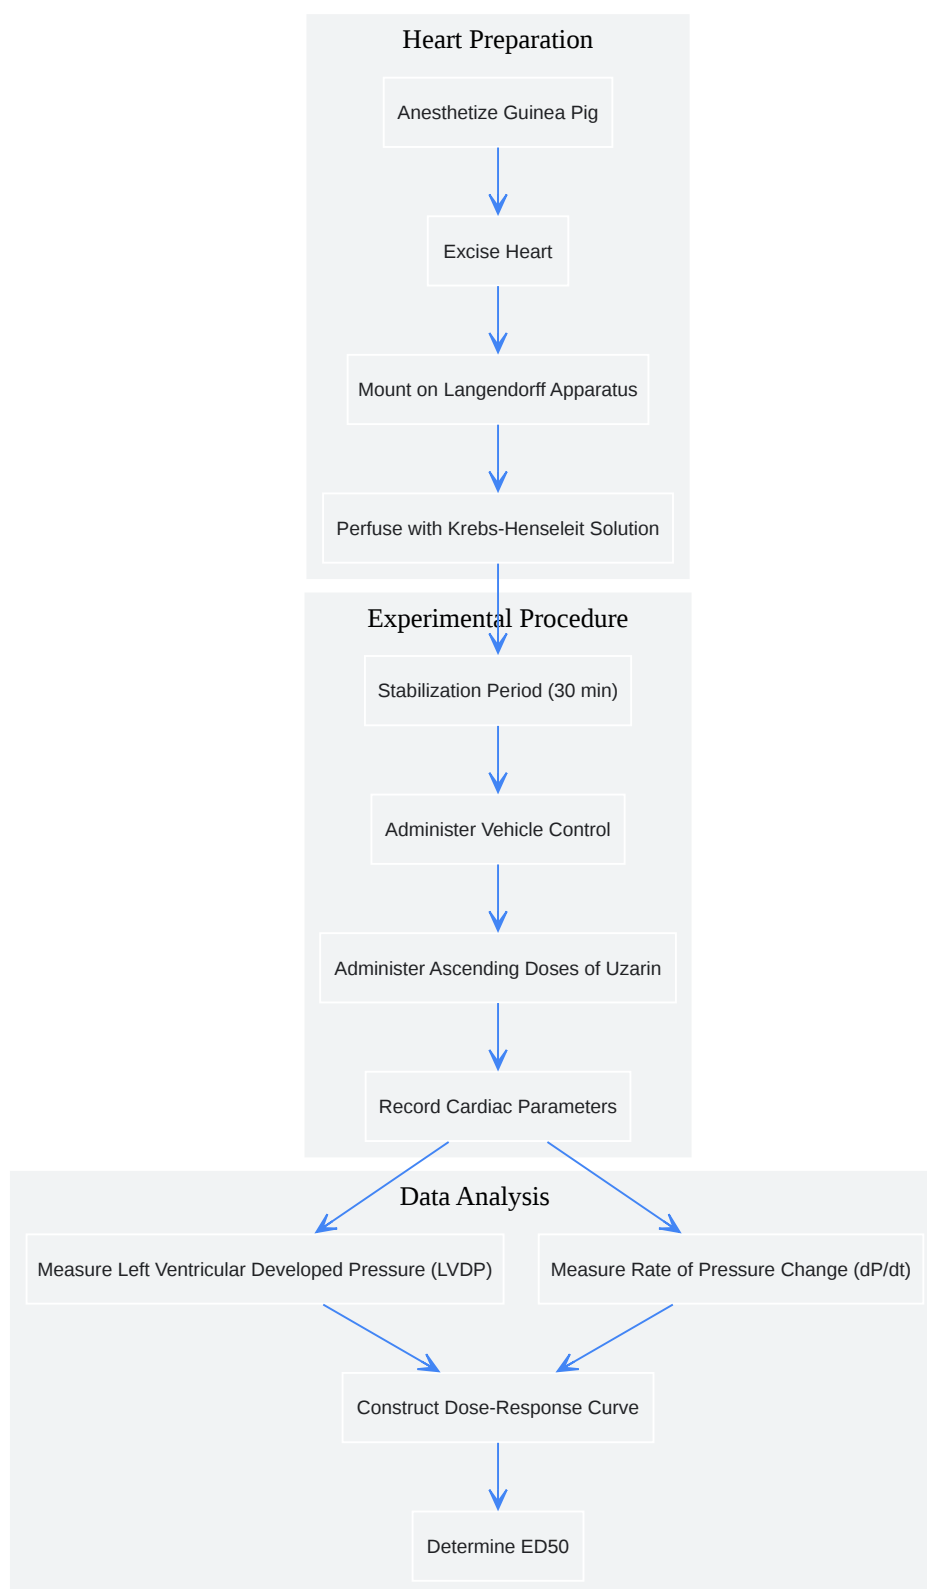 Heart Preparation
Anesthetize Guinea Pig
Excise Heart
Mount on Langendorff Apparatus
Perfuse with Krebs-Henseleit Solution
Experimental Procedure
Stabilization Period (30 min)
Administer Vehicle Control
Administer Ascending Doses of Uzarin
Record Cardiac Parameters
Data Analysis
Measure Left Ventricular Developed Pressure (LVDP)
Measure Rate of Pressure Change (dP/dt)
Construct Dose-Response Curve
Determine ED50